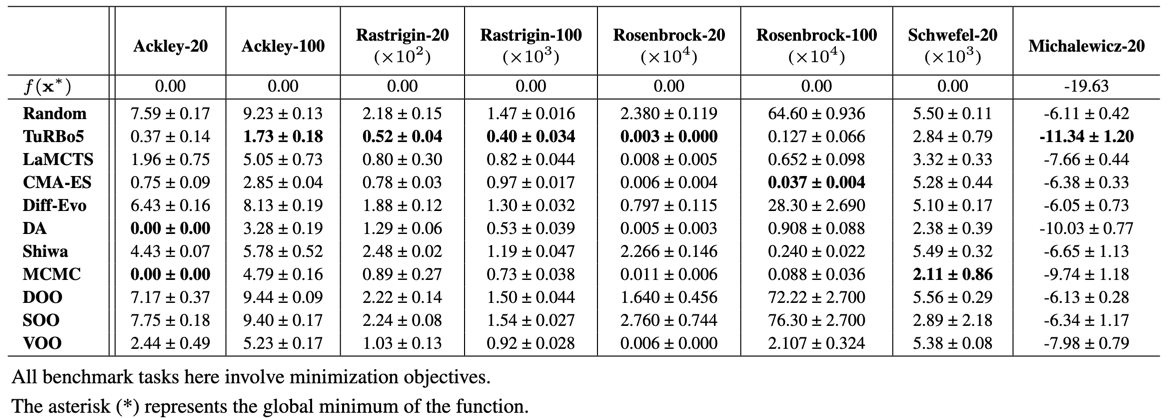 Ackley-20 Ackley-100 Rastrigin-20 (×10²) Rastrigin-100 (×10³) Rosenbrock-20 (×10⁴) Rosenbrock-100 (×10⁴) Schwefel-20 (×10³) Michalewicz-20
f(x*) 0.00 0.00 0.00 0.00 0.00 0.00 0.00 -19.63
Random 7.59 ± 0.17 9.23 ± 0.13 2.18 ± 0.15 1.47 ± 0.016 2.380 ± 0.119 64.60 ± 0.936 5.50 ± 0.11 -6.11 ± 0.42
TuRBo5 0.37 ± 0.14 1.73 ± 0.18 0.52 ± 0.04 0.40 ± 0.034 0.003 ± 0.000 0.127 ± 0.066 2.84 ± 0.79 -11.34 ± 1.20
LaMCTS 1.96 ± 0.75 5.05 ± 0.73 0.80 ± 0.30 0.82 ± 0.044 0.008 ± 0.005 0.652 ± 0.098 3.32 ± 0.33 -7.66 ± 0.44
CMA-ES 0.75 ± 0.09 2.85 ± 0.04 0.78 ± 0.03 0.97 ± 0.017 0.006 ± 0.004 0.037 ± 0.004 5.28 ± 0.44 -6.38 ± 0.33
Diff-Evo 6.43 ± 0.16 8.13 ± 0.19 1.88 ± 0.12 1.30 ± 0.032 0.797 ± 0.115 28.30 ± 2.690 5.10 ± 0.17 -6.05 ± 0.73
DA 0.00 ± 0.00 3.28 ± 0.19 1.29 ± 0.06 0.53 ± 0.039 0.005 ± 0.003 0.908 ± 0.088 2.38 ± 0.39 -10.03 ± 0.77
Shiwa 4.43 ± 0.07 5.78 ± 0.52 2.48 ± 0.02 1.19 ± 0.047 2.266 ± 0.146 0.240 ± 0.022 5.49 ± 0.32 -6.65 ± 1.13
MCMC 0.00 ± 0.00 4.79 ± 0.16 0.89 ± 0.27 0.73 ± 0.038 0.011 ± 0.006 0.088 ± 0.036 2.11 ± 0.86 -9.74 ± 1.18
DOO 7.17 ± 0.37 9.44 ± 0.09 2.22 ± 0.14 1.50 ± 0.044 1.640 ± 0.456 72.22 ± 2.700 5.56 ± 0.29 -6.13 ± 0.28
SOO 7.75 ± 0.18 9.40 ± 0.17 2.24 ± 0.08 1.54 ± 0.027 2.760 ± 0.744 76.30 ± 2.700 2.89 ± 2.18 -6.34 ± 1.17
VOO 2.44 ± 0.49 5.23 ± 0.17 1.03 ± 0.13 0.92 ± 0.028 0.006 ± 0.000 2.107 ± 0.324 5.38 ± 0.08 -7.98 ± 0.79
All benchmark tasks here involve minimization objectives.
The asterisk (*) represents the global minimum of the function.